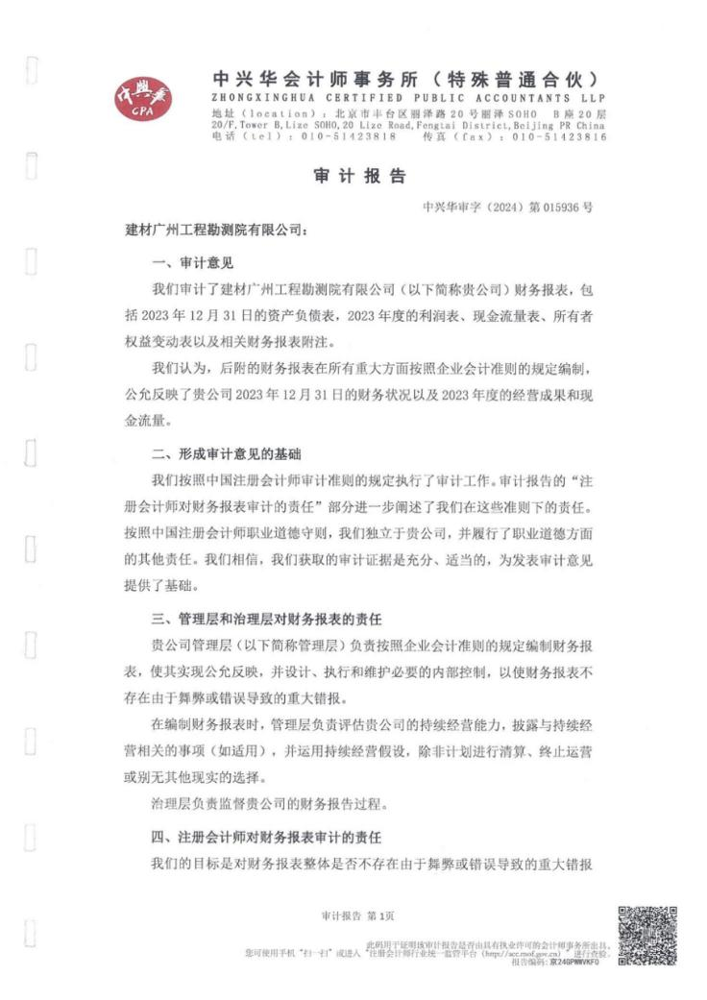 中兴华会计师事务所（特殊普通合伙）
ZHONGXINGHUA CERTIFIED PUBLIC ACCOUNTANTS LLP
地址（location）：北京市丰台区丽泽路20号丽泽SOHO B座20层
20/F,Tower B,Lize SOHO,20 Lize Road,Fengtai District,Beijing PR China
电话（tel）：010-51423818 传真（fax）：010-51423816
CPA
审计报告
中兴华审字（2024）第 015936 号
建材广州工程勘测院有限公司：
一、审计意见
我们审计了建材广州工程勘测院有限公司（以下简称贵公司）财务报表，包
括 2023 年 12 月 31 日的资产负债表，2023 年度的利润表、现金流量表、所有者
权益变动表以及相关财务报表附注。
我们认为，后附的财务报表在所有重大方面按照企业会计准则的规定编制，
公允反映了贵公司 2023 年 12 月 31 日的财务状况以及 2023 年度的经营成果和现
金流量。
二、形成审计意见的基础
我们按照中国注册会计师审计准则的规定执行了审计工作。审计报告的“注
册会计师对财务报表审计的责任”部分进一步阐述了我们在这些准则下的责任。
按照中国注册会计师职业道德守则，我们独立于贵公司，并履行了职业道德方面
的其他责任。我们相信，我们获取的审计证据是充分、适当的，为发表审计意见
提供了基础。
三、管理层和治理层对财务报表的责任
贵公司管理层（以下简称管理层）负责按照企业会计准则的规定编制财务报
表，使其实现公允反映，并设计、执行和维护必要的内部控制，以使财务报表不
存在由于舞弊或错误导致的重大错报。
在编制财务报表时，管理层负责评估贵公司的持续经营能力，披露与持续经
营相关的事项（如适用），并运用持续经营假设，除非计划进行清算、终止运营
或别无其他现实的选择。
治理层负责监督贵公司的财务报告过程。
四、注册会计师对财务报表审计的责任
我们的目标是对财务报表整体是否不存在由于舞弊或错误导致的重大错报
审计报告 第 1页
此码用于证明该审计报告是否由具有执业许可的会计师事务所出具，
您可使用手机“扫一扫”或进入“注册会计师行业统一监管平台（http://acc.mof.gov.cn）”进行查验。
报告编码：京24GPWWVKFQ